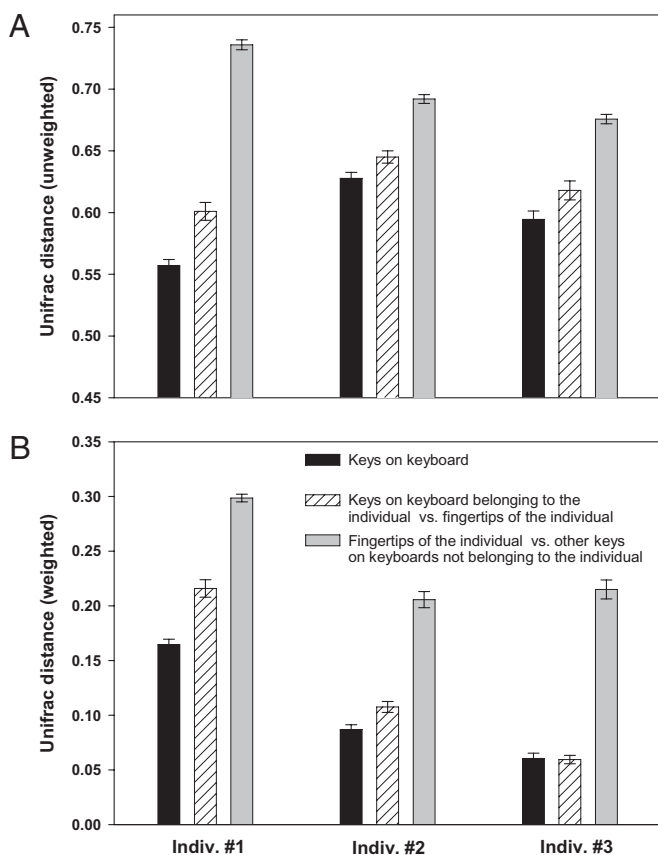 A
Unifrac distance (unweighted)
0.75
0.70
0.65
0.60
0.55
0.50
0.45
B
Unifrac distance (weighted)
0.35
0.30
0.25
0.20
0.15
0.10
0.05
0.00
Keys on keyboard
Keys on keyboard belonging to the
individual vs. fingertips of the individual
Fingertips of the individual vs. other keys
on keyboards not belonging to the individual
Indiv. #1 Indiv. #2 Indiv. #3